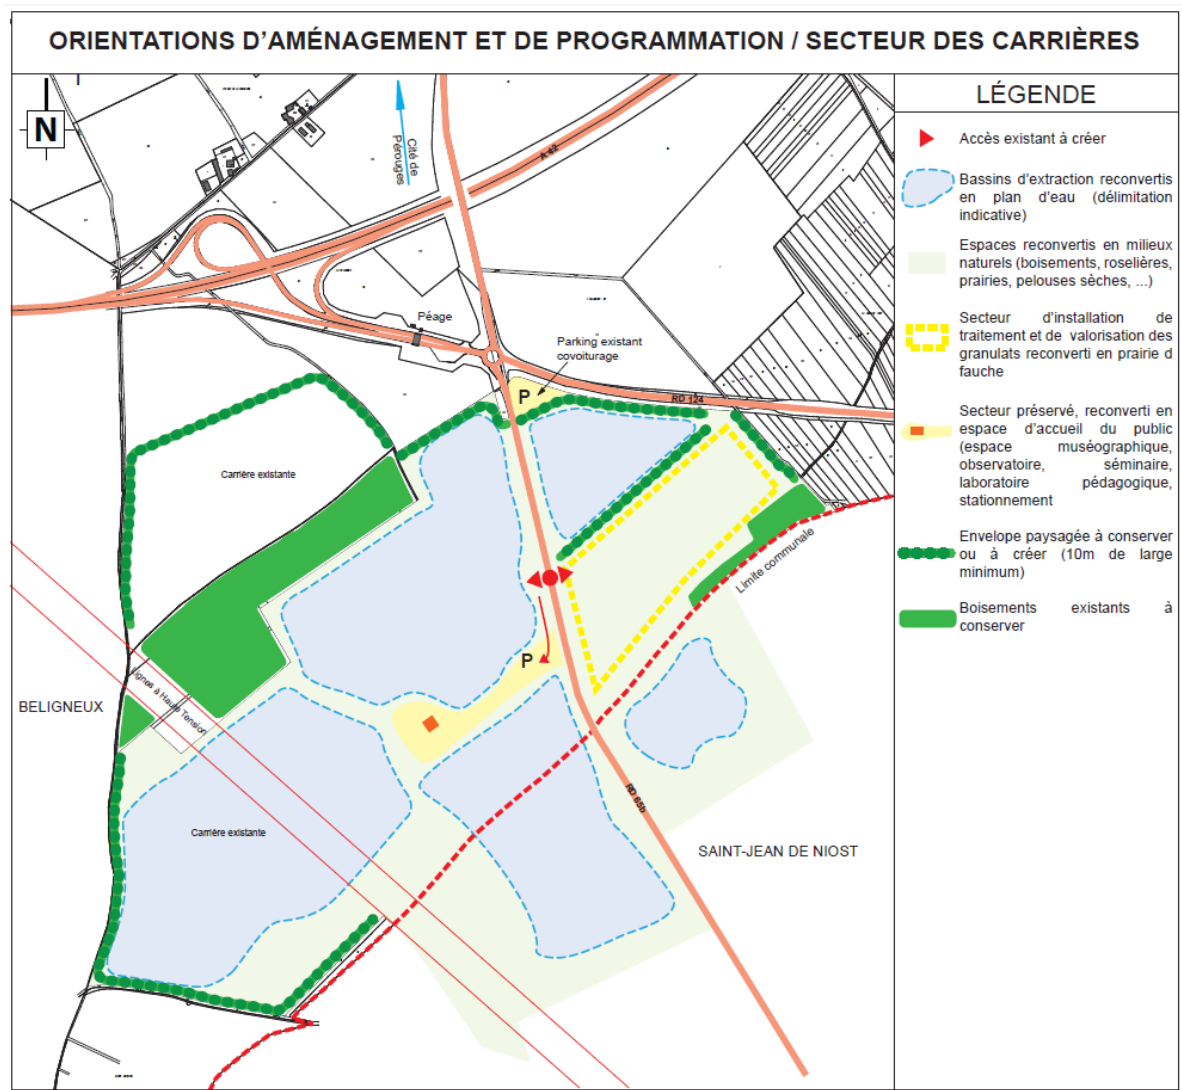 ORIENTATIONS D’AMÉNAGEMENT ET DE PROGRAMMATION / SECTEUR DES CARRIÈRES
N
Cité de
Pérouges
A 42
Péage
Parking existant
covoiturage
P
RD 124
Carrière existante
Limite communale
P
Lignes à Haute Tension
BELIGNEUX
Carrière existante
RD 65b
SAINT-JEAN DE NIOST
LÉGENDE
Accès existant à créer
Bassins d’extraction reconvertis
en plan d’eau (délimitation
indicative)
Espaces reconvertis en milieux
naturels (boisements, roselières,
prairies, pelouses sèches, ...)
Secteur d’installation de
traitement et de valorisation des
granulats reconverti en prairie d
fauche
Secteur préservé, reconverti en
espace d’accueil du public
(espace muséographique,
observatoire, séminaire,
laboratoire pédagogique,
stationnement
Envelope paysagée à conserver
ou à créer (10m de large
minimum)
Boisements existants à
conserver